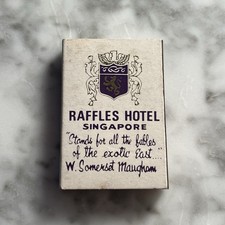 RAFFLES HOTEL
SINGAPORE
"Stands for all the fables
of the exotic East...."
W. Somerset Maugham